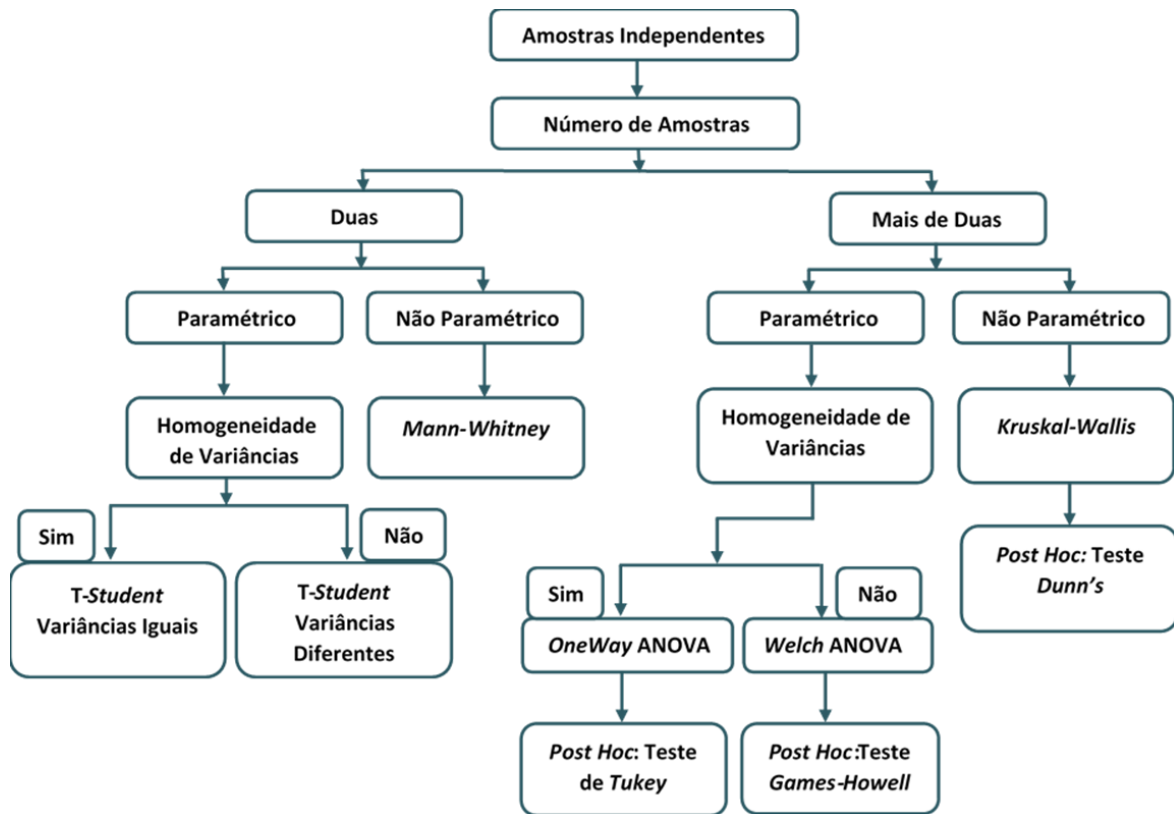 Amostras Independentes
Número de Amostras
Duas
Mais de Duas
Paramétrico
Não Paramétrico
Paramétrico
Não Paramétrico
Homogeneidade
de Variâncias
Mann-Whitney
Homogeneidade de
Variâncias
Kruskal-Wallis
Sim
Não
T-Student
Variâncias Iguais
T-Student
Variâncias
Diferentes
Post Hoc: Teste
Dunn’s
Sim
Não
OneWay ANOVA
Welch ANOVA
Post Hoc: Teste
de Tukey
Post Hoc:Teste
Games-Howell